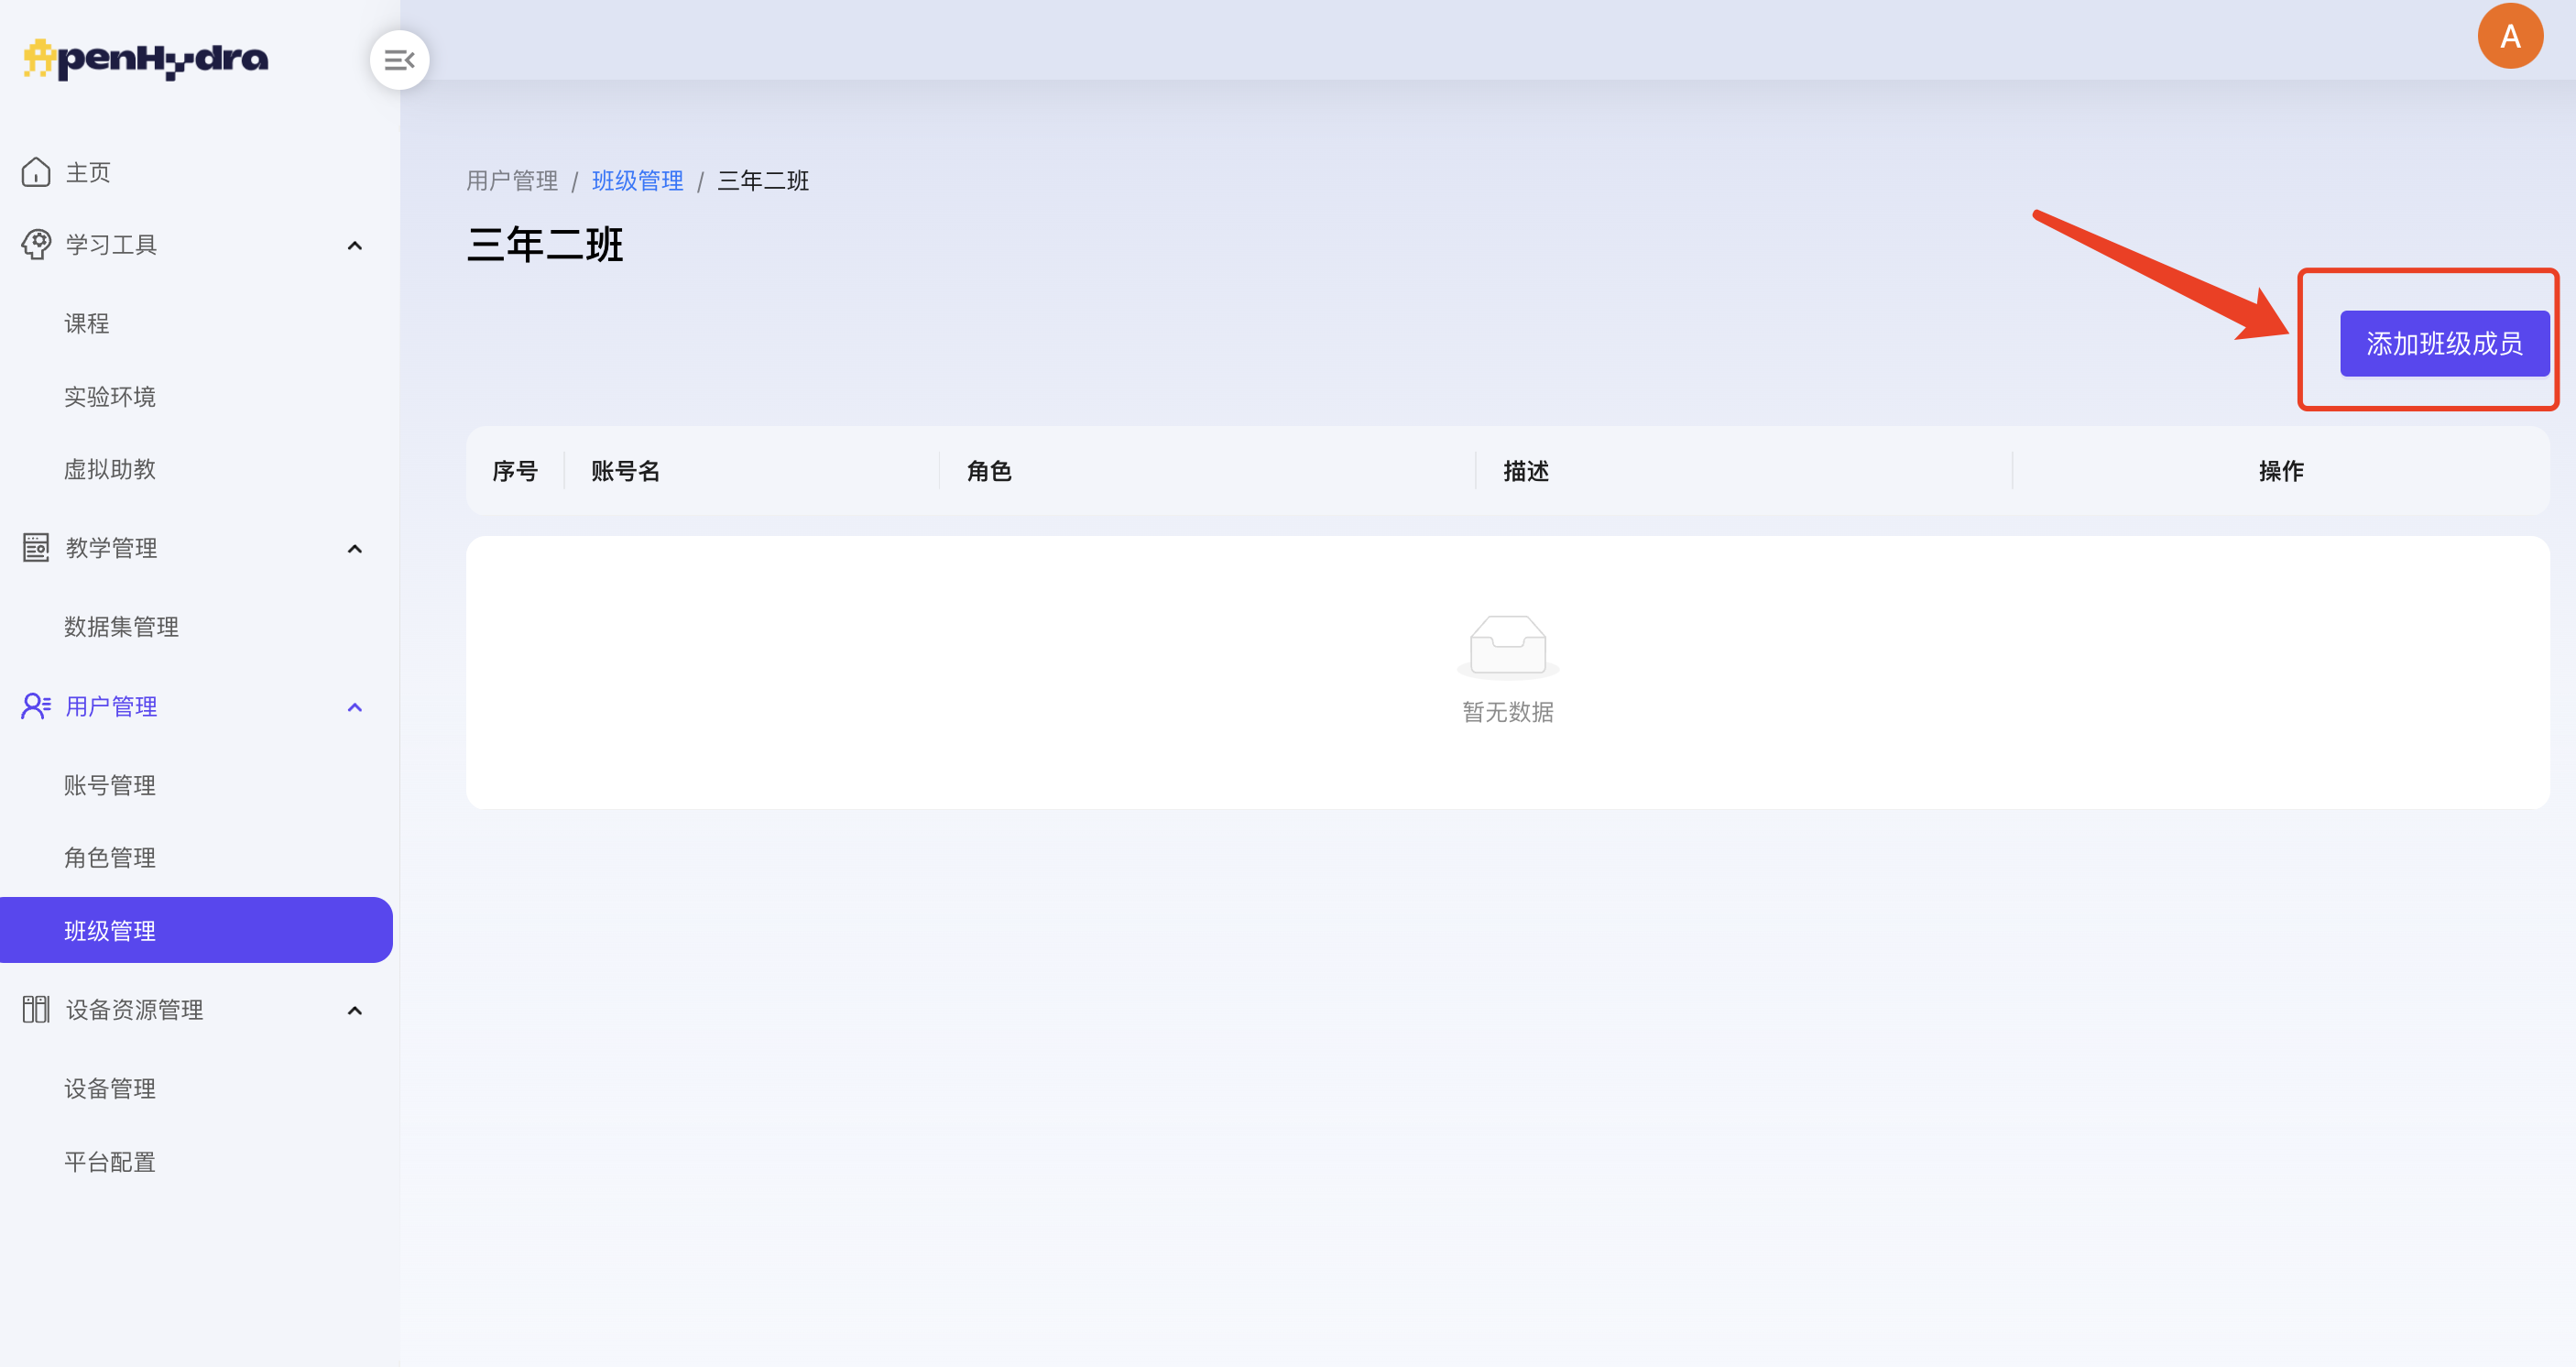 OpenHydra
A
主页
学习工具
课程
实验环境
虚拟助教
教学管理
数据集管理
用户管理
账号管理
角色管理
班级管理
设备资源管理
设备管理
平台配置
用户管理 / 班级管理 / 三年二班
三年二班
添加班级成员
序号 账号名 角色 描述 操作
暂无数据